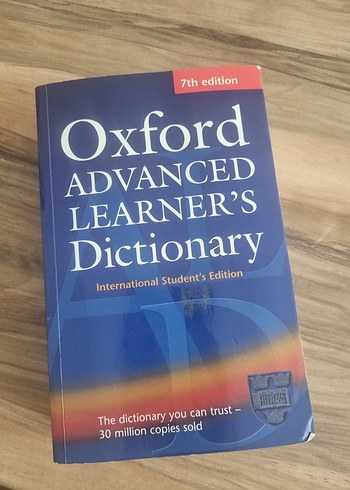 7th edition
Oxford
ADVANCED
LEARNER'S
Dictionary
International Student's Edition
The dictionary you can trust –
30 million copies sold